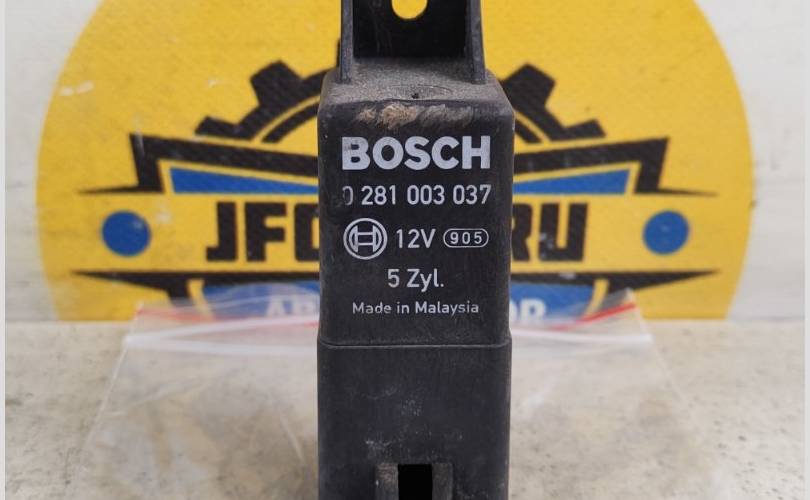 BOSCH
0 281 003 037
12V 905
5 Zyl.
Made in Malaysia